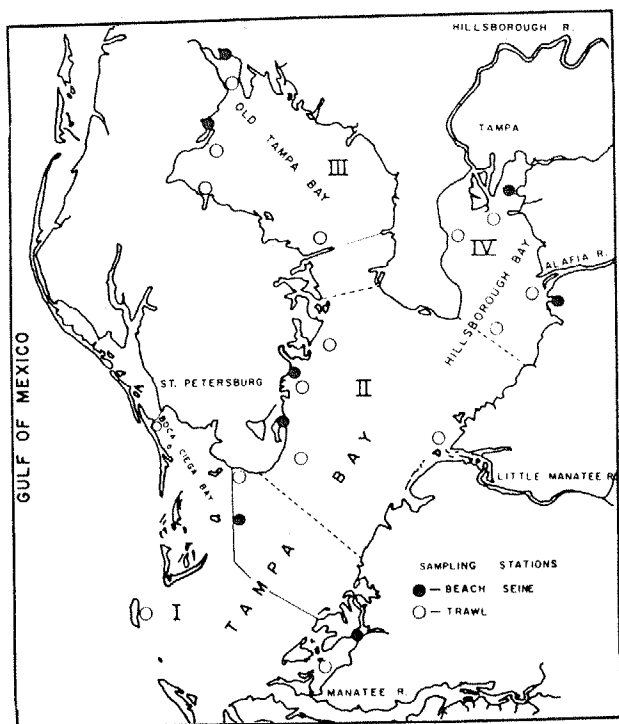 HILLSBOROUGH R.
TAMPA
OLD TAMPA BAY
III
IV
ALAFIA R.
HILLSBOROUGH BAY
GULF OF MEXICO
ST. PETERSBURG
II
BOCA CIEGA BAY
TAMPA BAY
LITTLE MANATEE R.
SAMPLING STATIONS
— BEACH SEINE
— TRAWL
I
MANATEE R.